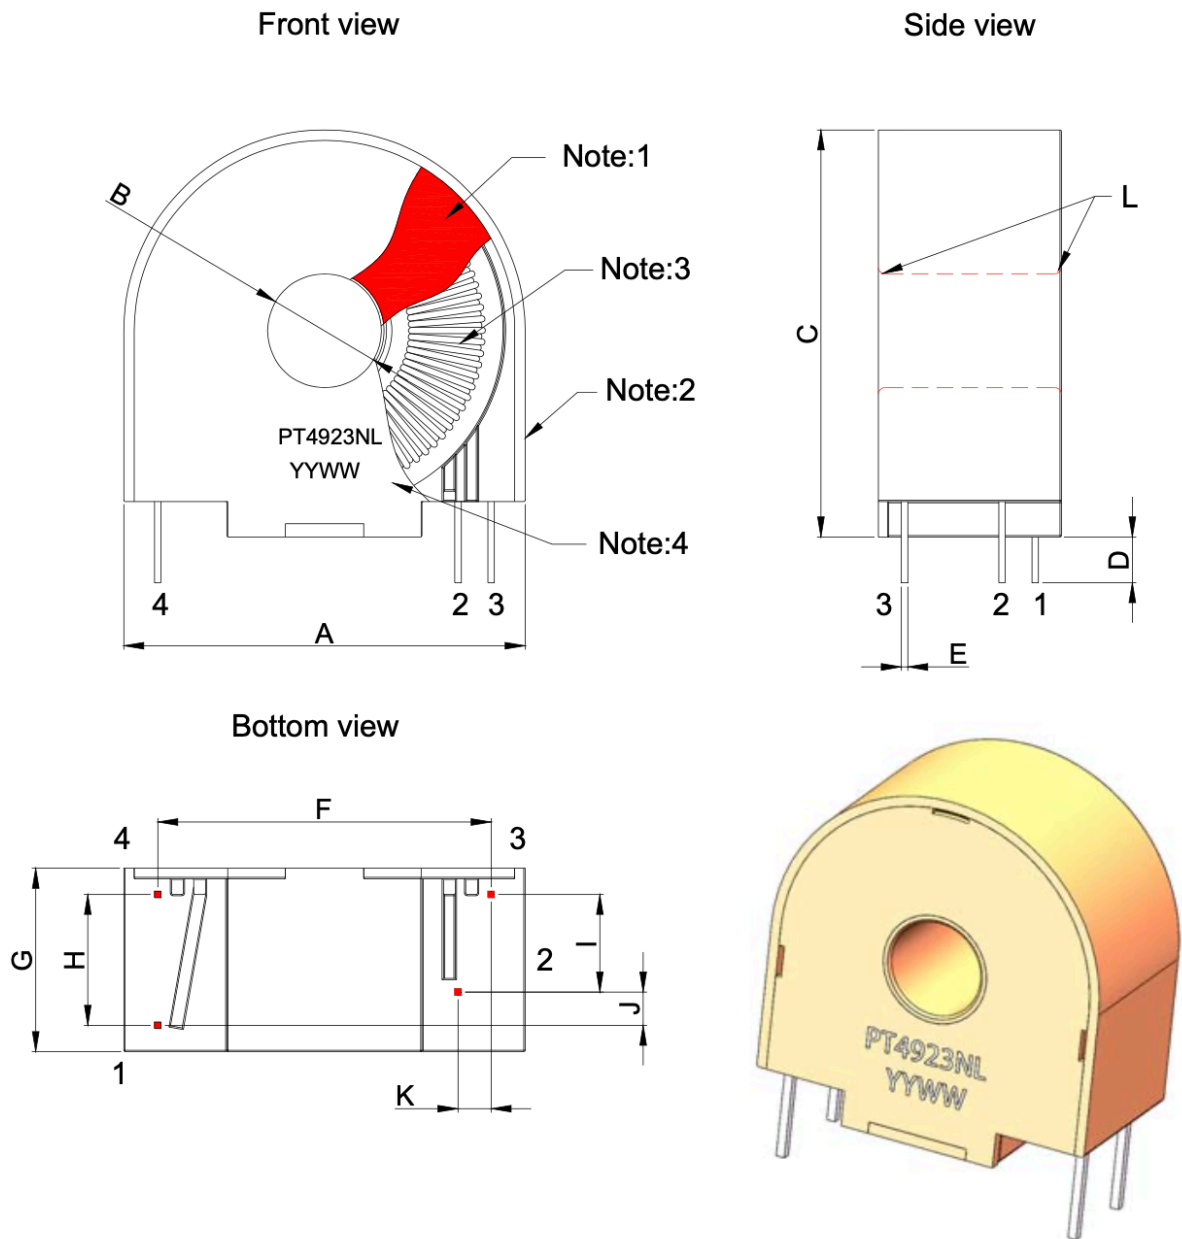 Front view
Side view
Note:1
B
L
Note:3
C
Note:2
PT4923NL
YYWW
Note:4
D
4
2
3
3
2
1
A
E
Bottom view
F
4
3
G
H
I
2
J
1
K
PT4923NL
YYWW